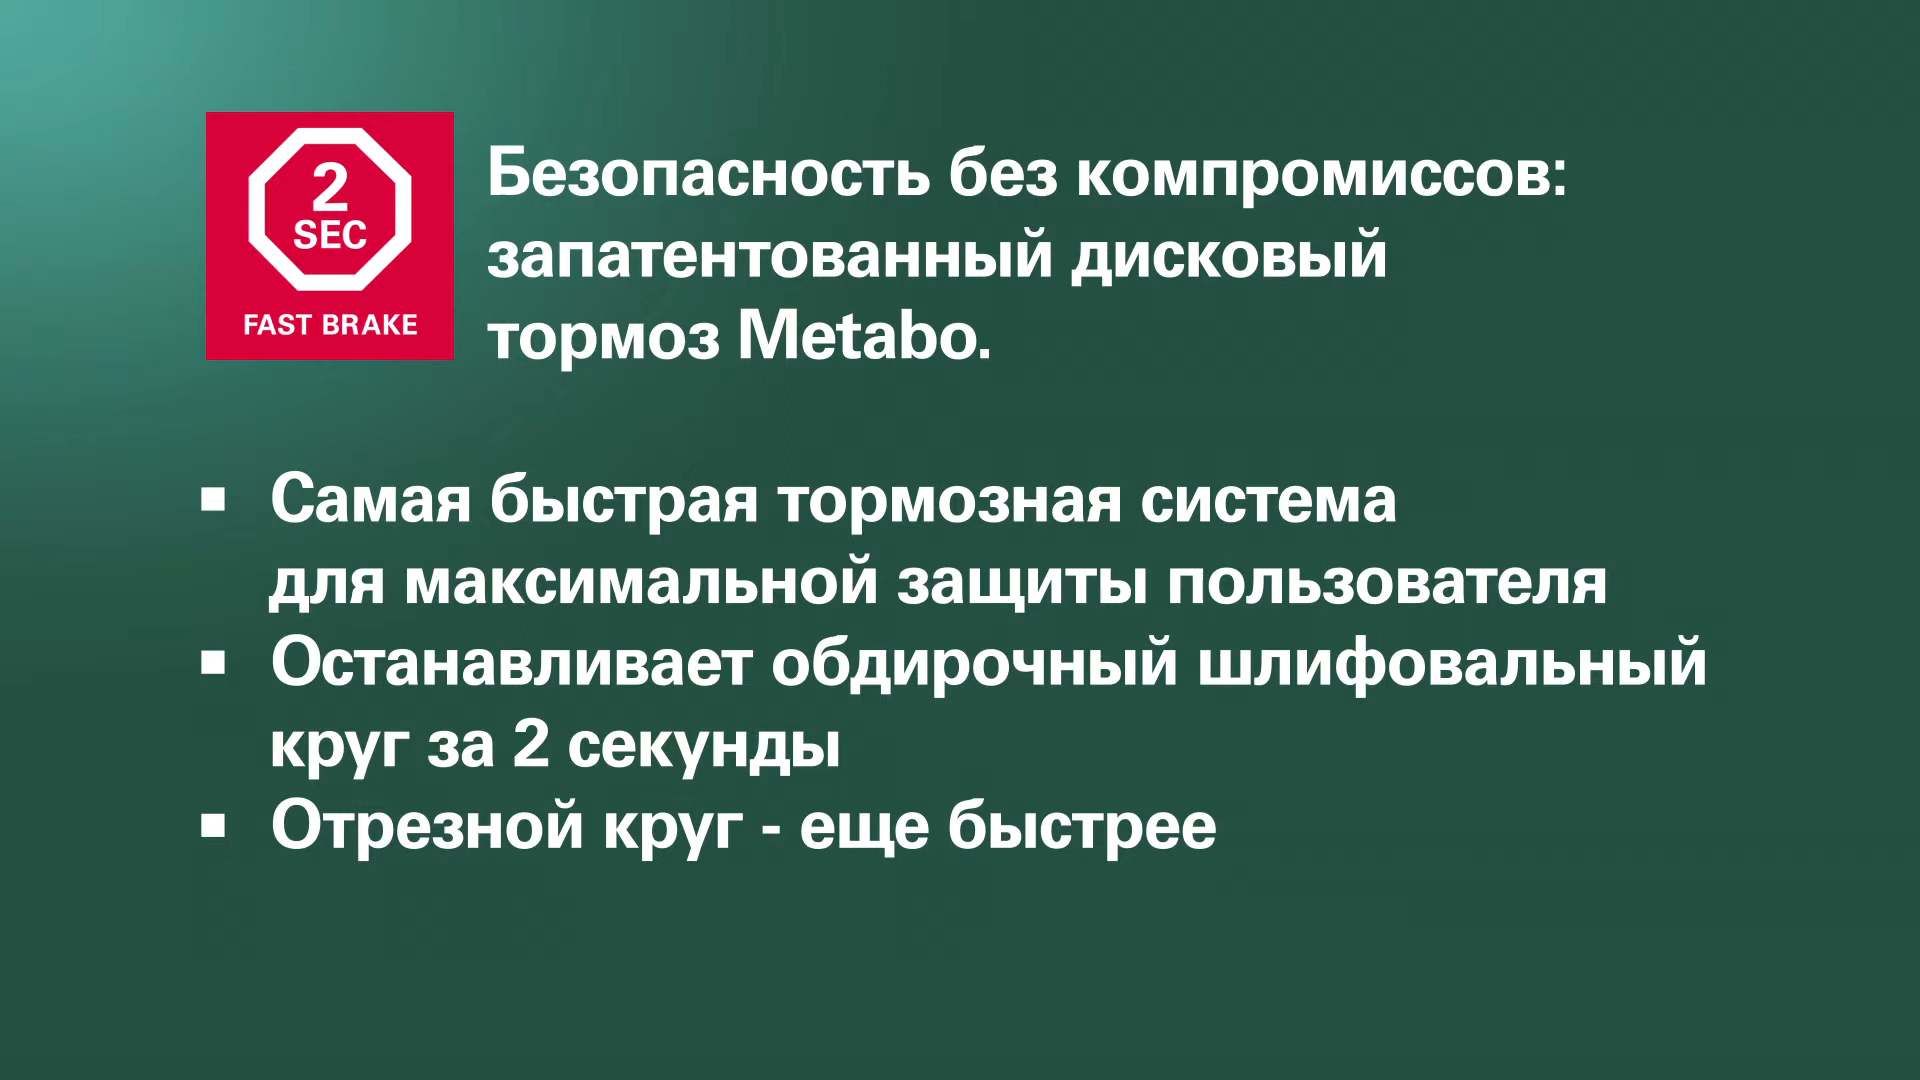 2
SEC
FAST BRAKE
Безопасность без компромиссов:
запатентованный дисковый
тормоз Metabo.
▪ Самая быстрая тормозная система
для максимальной защиты пользователя
▪ Останавливает обдирочный шлифовальный
круг за 2 секунды
▪ Отрезной круг - еще быстрее